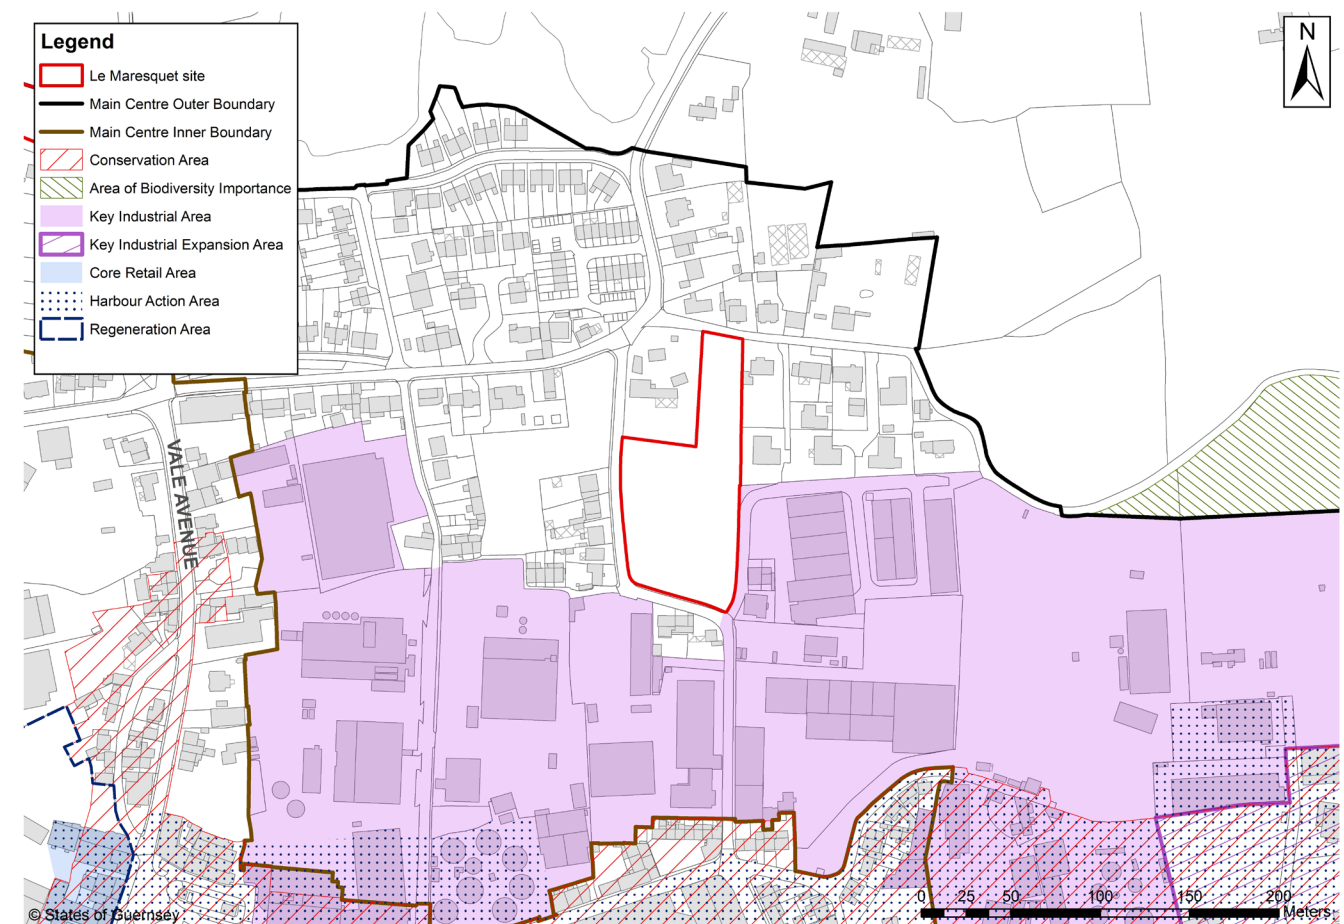 Legend
Le Maresquet site
Main Centre Outer Boundary
Main Centre Inner Boundary
Conservation Area
Area of Biodiversity Importance
Key Industrial Area
Key Industrial Expansion Area
Core Retail Area
Harbour Action Area
Regeneration Area
N
VALE AVENUE
0 25 50 100 150 200
Meters
© States of Guernsey